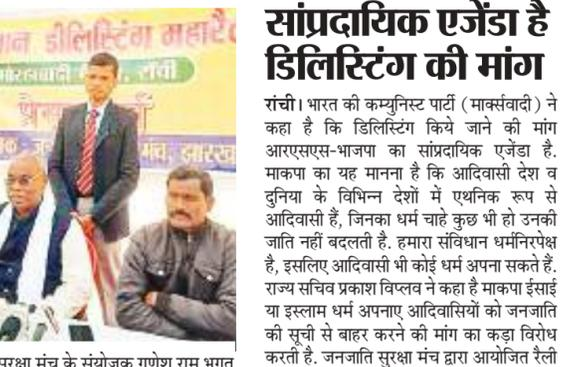 डीलिस्टिंग महारै
रांची
सांप्रदायिक एजेंडा है
डिलिस्टिंग की मांग
रांची। भारत की कम्युनिस्ट पार्टी (मार्क्सवादी) ने
कहा है कि डिलिस्टिंग किये जाने की मांग
आरएसएस-भाजपा का सांप्रदायिक एजेंडा है.
माकपा का यह मानना है कि आदिवासी देश व
दुनिया के विभिन्न देशों में एथनिक रूप से
आदिवासी हैं, जिनका धर्म चाहे कुछ भी हो उनकी
जाति नहीं बदलती है. हमारा संविधान धर्मनिरपेक्ष
है, इसलिए आदिवासी भी कोई धर्म अपना सकते हैं.
राज्य सचिव प्रकाश विप्लव ने कहा है माकपा ईसाई
या इस्लाम धर्म अपनाए आदिवासियों को जनजाति
की सूची से बाहर करने की मांग का कड़ा विरोध
करती है. जनजाति सुरक्षा मंच द्वारा आयोजित रैली
सुरक्षा मंच के संयोजक गणेश राम भगत